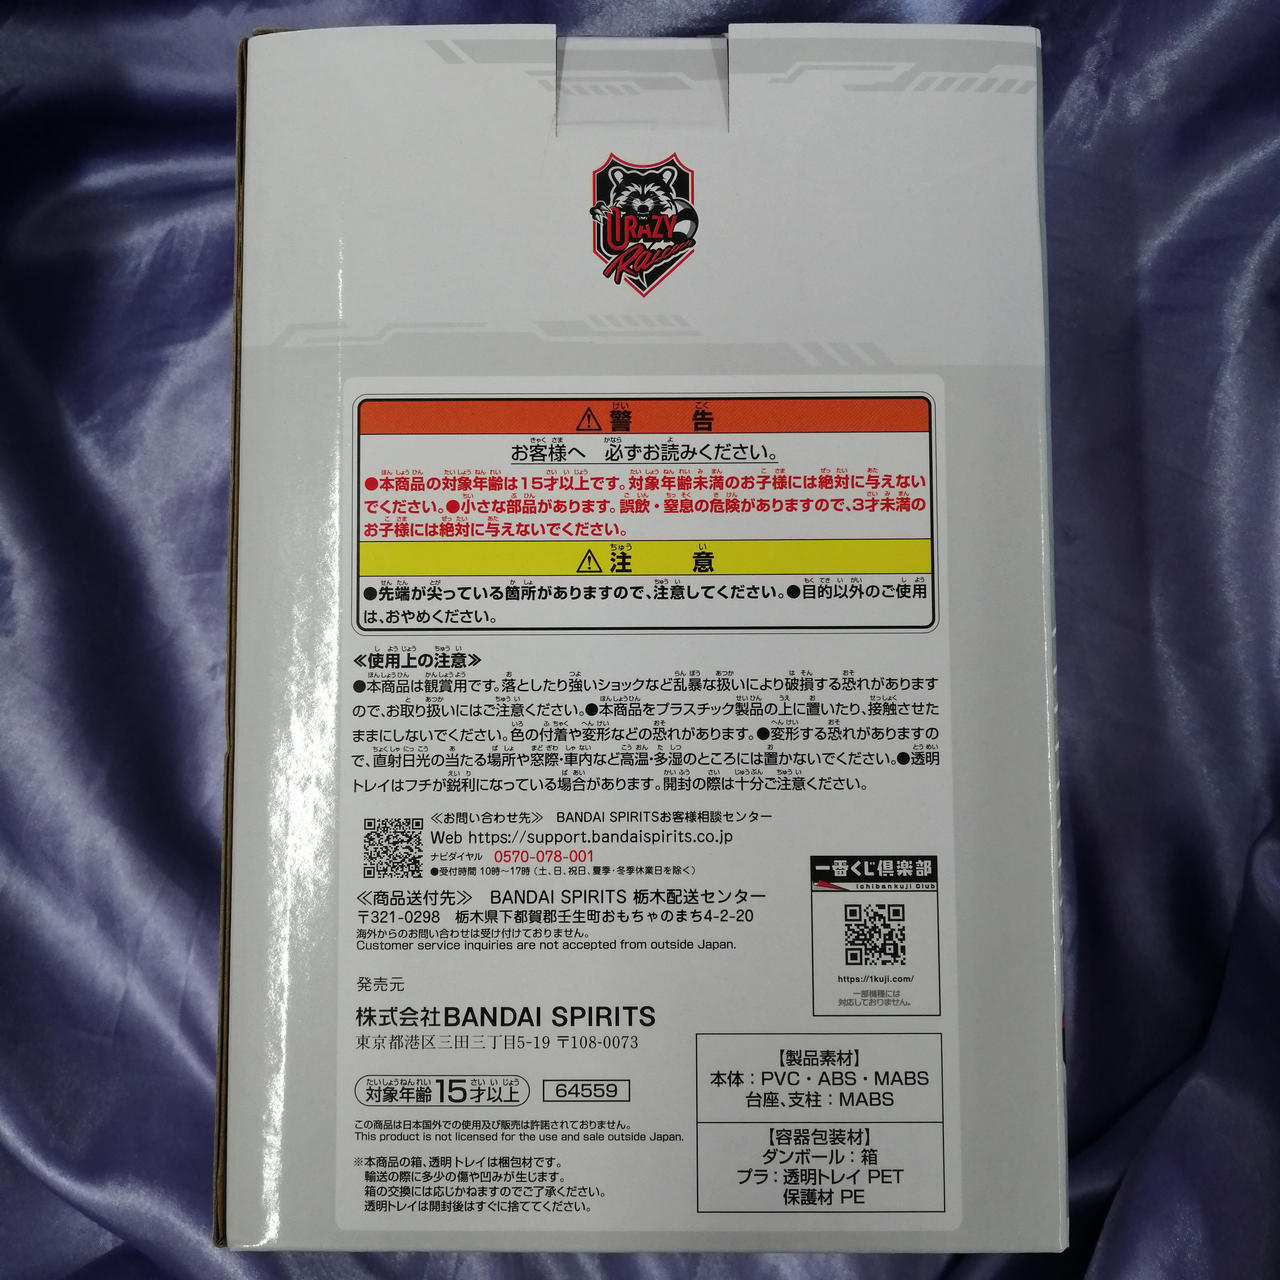 CRAZY
Raccoon
警告
お客様へ 必ずお読みください。
●本商品の対象年齢は15才以上です。対象年齢未満のお子様には絶対に与えない
でください。●小さな部品があります。誤飲・窒息の危険がありますので、3才未満の
お子様には絶対に与えないでください。
注意
●先端が尖っている箇所がありますので、注意してください。●目的以外のご使用
は、おやめください。
≪使用上の注意≫
●本商品は観賞用です。落としたり強いショックなど乱暴な扱いにより破損する恐れがあります
ので、お取り扱いにはご注意ください。●本商品をプラスチック製品の上に置いたり、接触させた
ままにしないでください。色の付着や変形などの恐れがあります。●変形する恐れがありますの
で、直射日光の当たる場所や窓際・車内など高温・多湿のところには置かないでください。●透明
トレイはフチが鋭利になっている場合があります。開封の際は十分ご注意ください。
≪お問い合わせ先≫ BANDAI SPIRITSお客様相談センター
Web https://support.bandaispirits.co.jp
ナビダイヤル 0570-078-001
●受付時間 10時〜17時(土、日、祝日、夏季・冬季休業日を除く)
≪商品送付先≫ BANDAI SPIRITS 栃木配送センター
〒321-0298 栃木県下都賀郡壬生町おもちゃのまち4-2-20
海外からのお問い合わせは受け付けておりません。
Customer service inquiries are not accepted from outside Japan.
一番くじ倶楽部
ichibankuji Club
https://1kuji.com/
一部機種には
対応しておりません。
発売元
株式会社BANDAI SPIRITS
東京都港区三田三丁目5-19 〒108-0073
対象年齢15才以上
64559
この商品は日本国外での使用及び販売は許諾されておりません。
This product is not licensed for the use and sale outside Japan.
※本商品の箱、透明トレイは梱包材です。
輸送の際に多少の傷や凹みが生じます。
箱の交換には応じかねますのでご了承ください。
透明トレイは開封後はすぐに捨ててください。
【製品素材】
本体:PVC・ABS・MABS
台座、支柱:MABS
【容器包装材】
ダンボール:箱
プラ:透明トレイ PET
保護材 PE